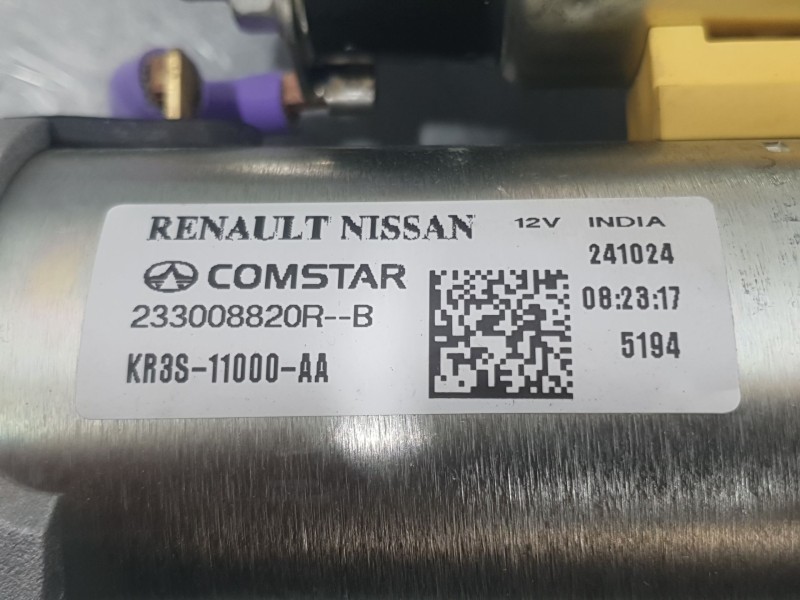 RENAULT NISSAN 12V INDIA
241024
COMSTAR
08:23:17
233008820R--B
5194
KR3S-11000-AA